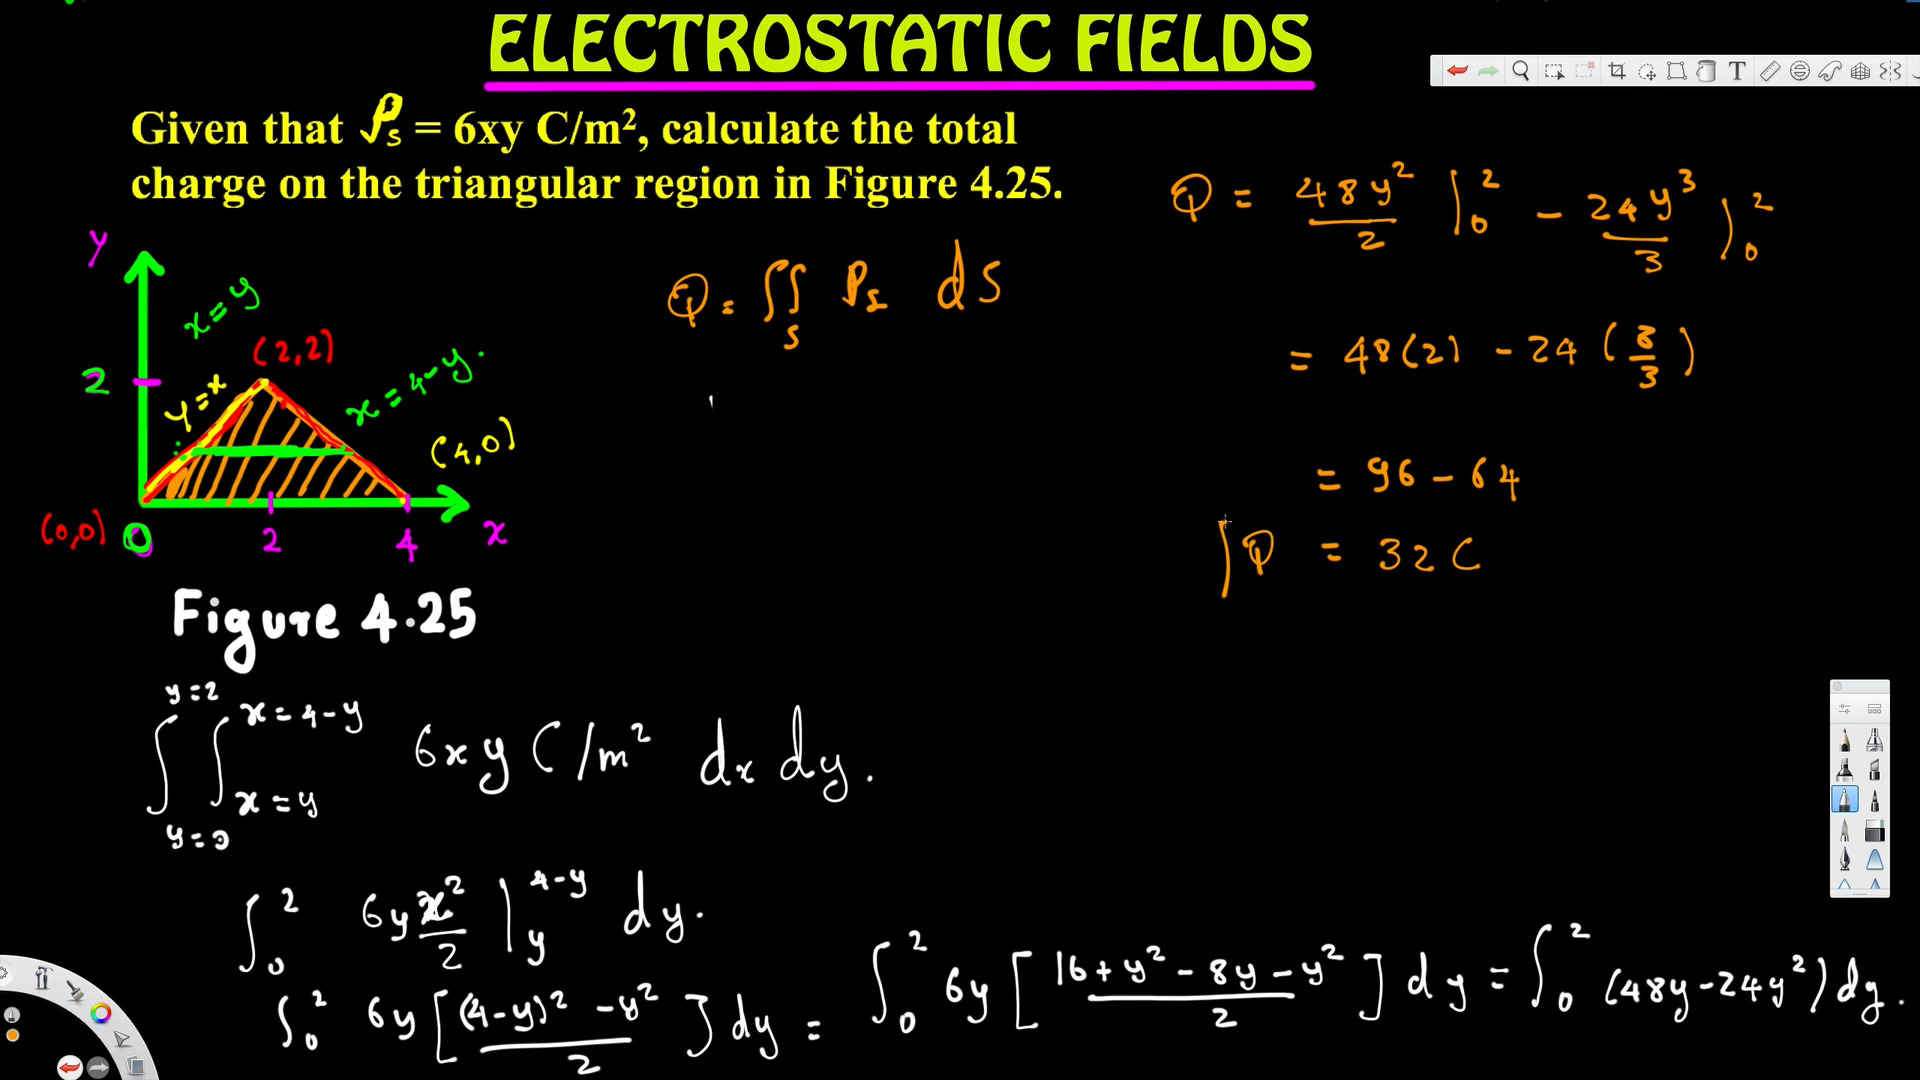 ELECTROSTATIC FIELDS
Given that ρs = 6xy C/m², calculate the total
charge on the triangular region in Figure 4.25.
y
x = y
(2,2)
2
y = x
x = 4-y.
(4,0)
(0,0) 0 2 4 x
Figure 4.25
Q = ∫∫s ρs ds
Q = 48y²/2 |₀² - 24y³/3 |₀²
= 48(2) - 24(8/3)
= 96 - 64
Q = 32 C
∫_{y=0}^{y=2} ∫_{x=y}^{x=4-y} 6xy C/m² dx dy.
∫₀² 6y x²/2 |_y^{4-y} dy.
∫₀² 6y [((4-y)² - y²)/2] dy = ∫₀² 6y [(16+y²-8y-y²)/2] dy = ∫₀² (48y-24y²) dy.